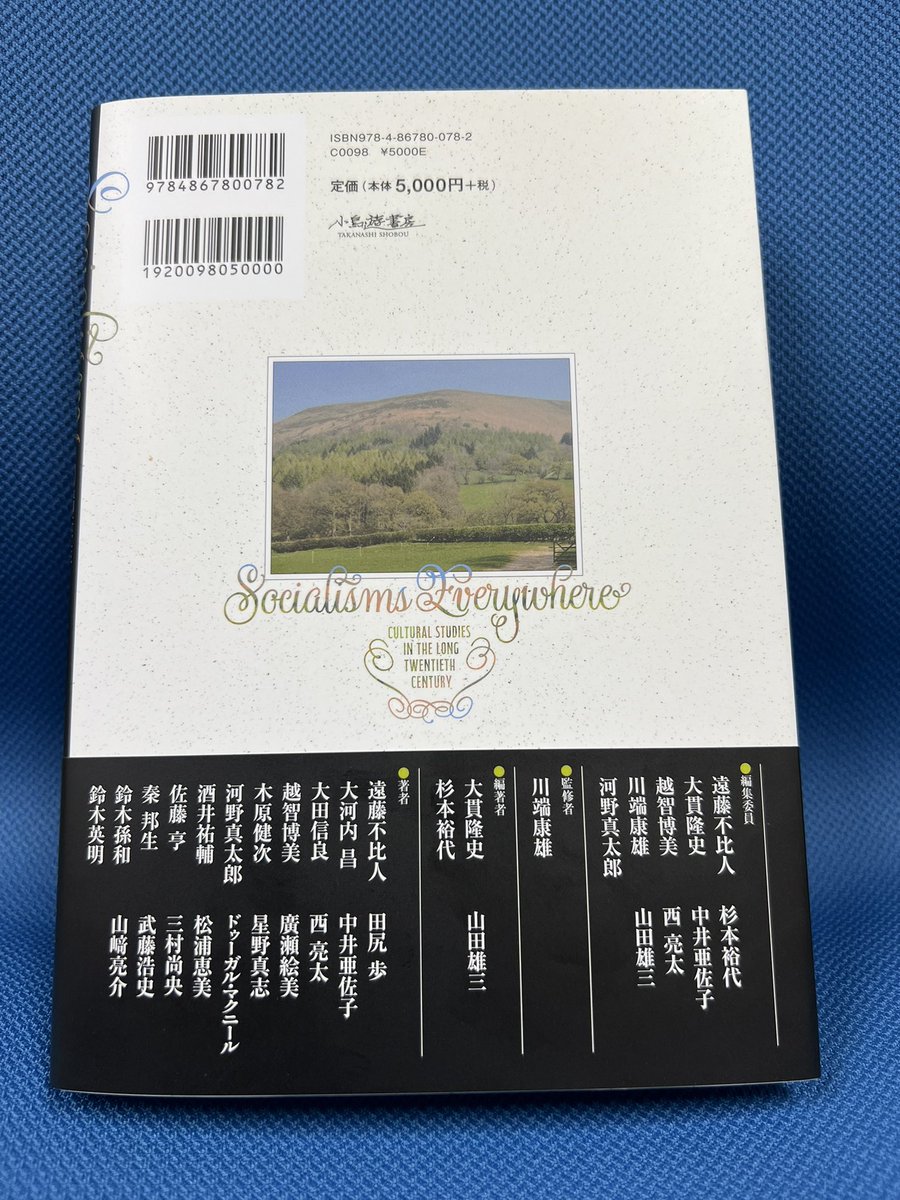 ISBN978-4-86780-078-2
C0098 ¥5000E
9784867800782
定価（本体5,000円+税）
小鳥遊書房
TAKANASHI SHOBOU
1920098050000
Socialisms Everywhere
CULTURAL STUDIES
IN THE LONG
TWENTIETH
CENTURY
●編集委員
遠藤不比人 杉本裕代
大貫隆史 中井亜佐子
越智博美 西 亮太
川端康雄 山田雄三
河野真太郎
●監修者
川端康雄
●編著者
大貫隆史 山田雄三
杉本裕代
●著者
遠藤不比人 田尻 歩
大河内 昌 中井亜佐子
大田信良 西 亮太
越智博美 廣瀬絵美
木原健次 星野真志
河野真太郎 ドゥーガル・マクニール
酒井祐輔 松浦恵美
佐藤 亨 三村尚央
秦 邦生 武藤浩史
鈴木孫和 山﨑亮介
鈴木英明